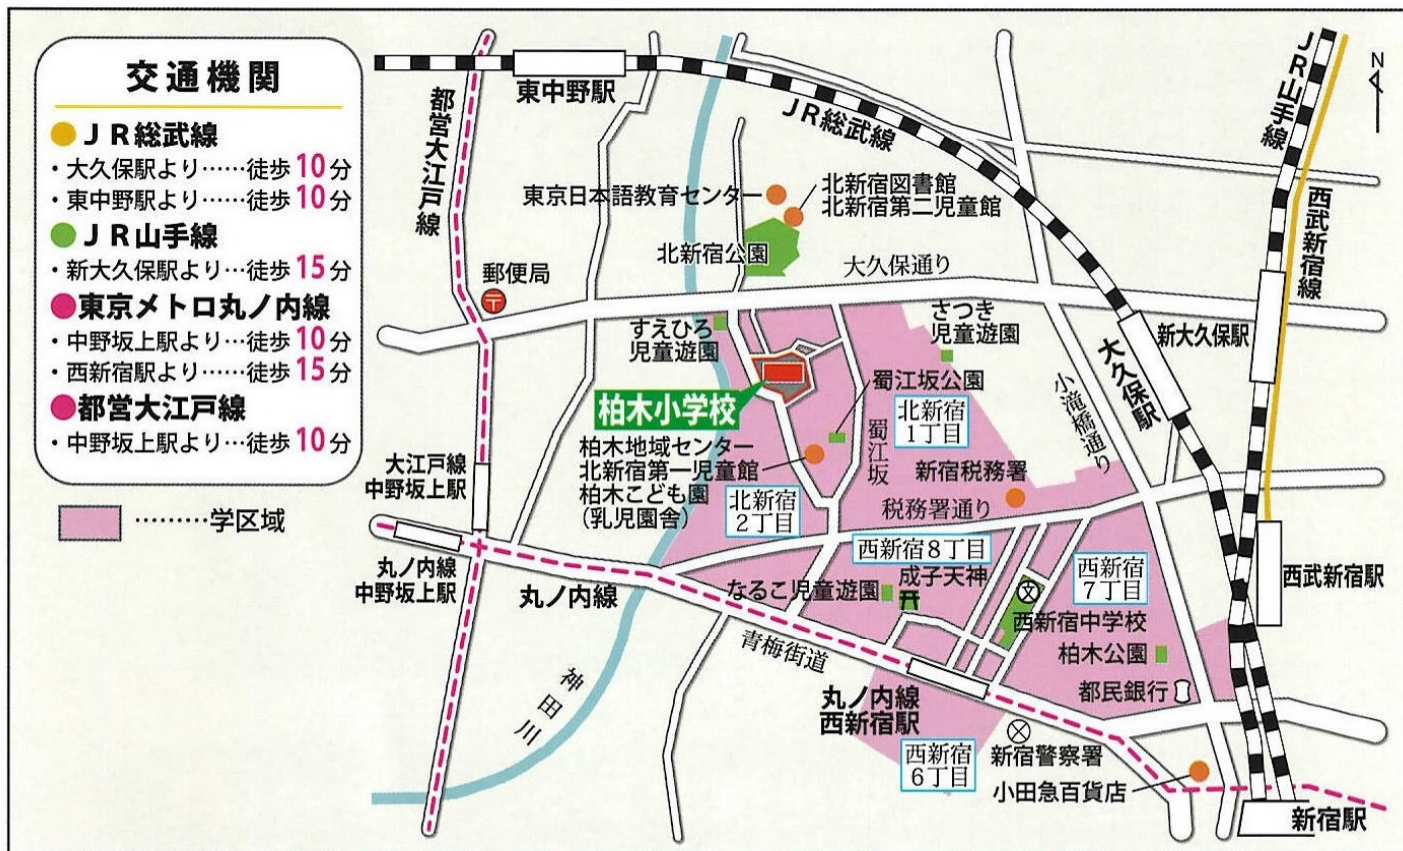 交通機関
●JR総武線
・大久保駅より……徒歩10分
・東中野駅より……徒歩10分
●JR山手線
・新大久保駅より…徒歩15分
●東京メトロ丸ノ内線
・中野坂上駅より…徒歩10分
・西新宿駅より……徒歩15分
●都営大江戸線
・中野坂上駅より…徒歩10分
………学区域
都営大江戸線
東中野駅
JR総武線
JR山手線
西武新宿線
N
東京日本語教育センター
北新宿図書館
北新宿第二児童館
北新宿公園
大久保通り
郵便局
〒
すえひろ
児童遊園
さつき
児童遊園
新大久保駅
大久保駅
小滝橋通り
柏木小学校
蜀江坂公園
北新宿
1丁目
蜀江坂
柏木地域センター
北新宿第一児童館
柏木こども園
(乳児園舎)
新宿税務署
税務署通り
北新宿
2丁目
大江戸線
中野坂上駅
丸ノ内線
中野坂上駅
丸ノ内線
西新宿8丁目
なるこ児童遊園
成子天神
西新宿
7丁目
文
西新宿中学校
西武新宿駅
柏木公園
都民銀行
青梅街道
神田川
丸ノ内線
西新宿駅
西新宿
6丁目
新宿警察署
小田急百貨店
新宿駅